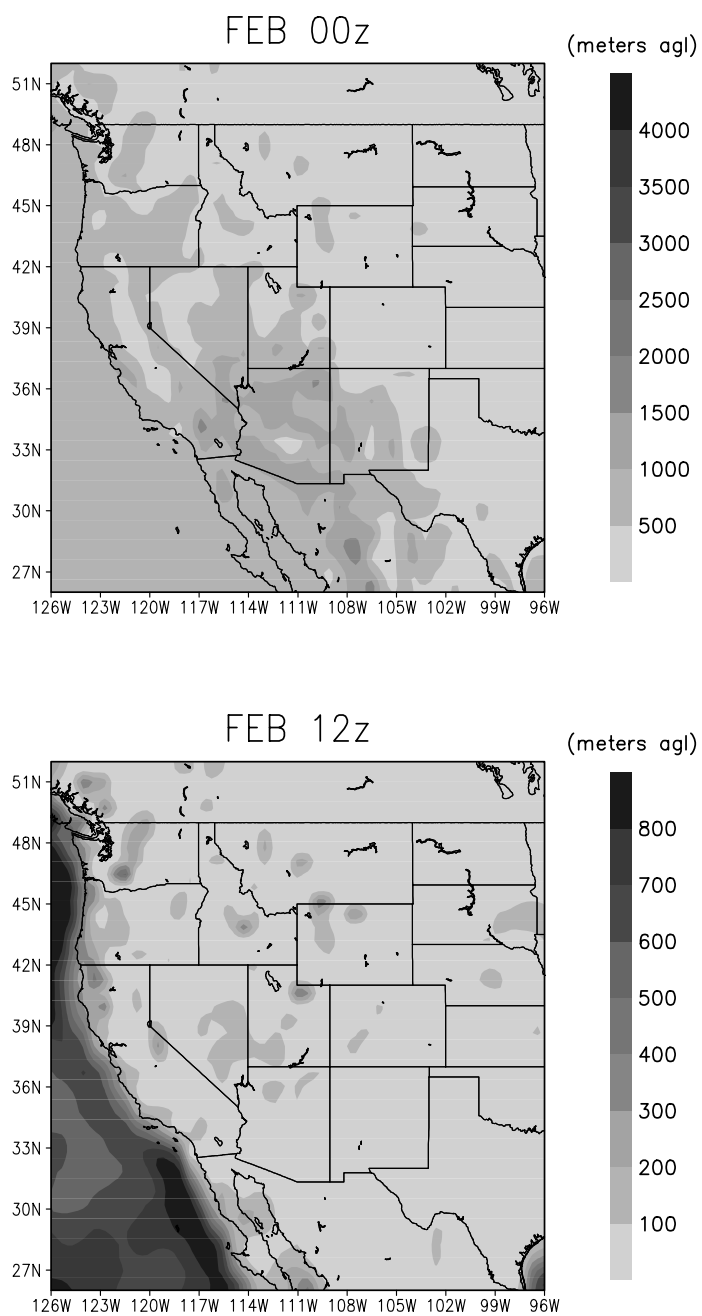 FEB 00z
(meters agl)
51N
48N
45N
42N
39N
36N
33N
30N
27N
126W 123W 120W 117W 114W 111W 108W 105W 102W 99W 96W
4000
3500
3000
2500
2000
1500
1000
500
FEB 12z
(meters agl)
51N
48N
45N
42N
39N
36N
33N
30N
27N
126W 123W 120W 117W 114W 111W 108W 105W 102W 99W 96W
800
700
600
500
400
300
200
100